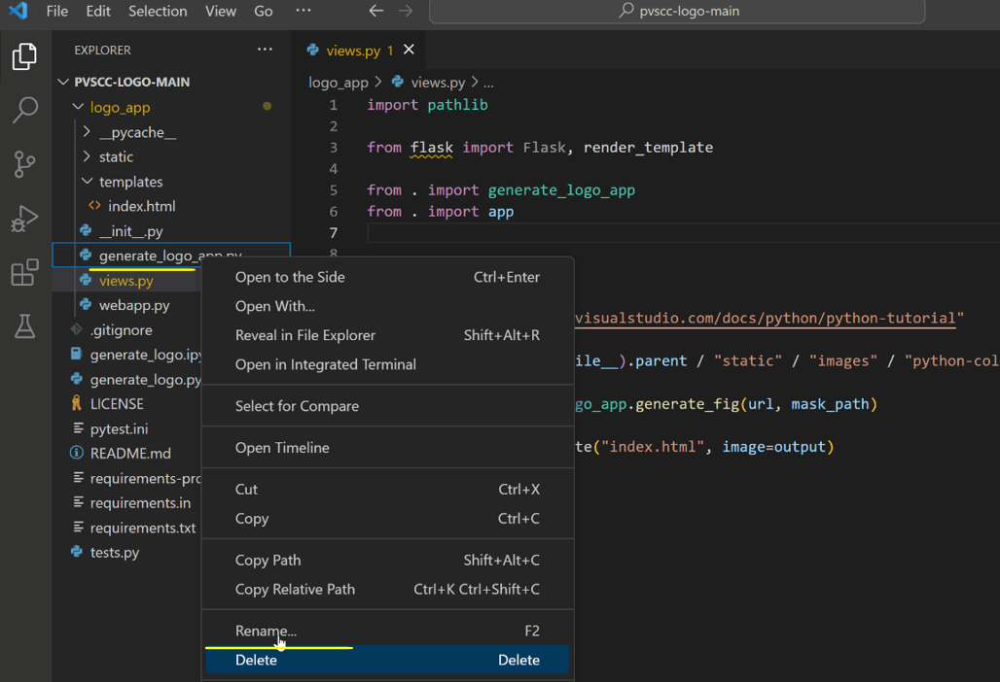 File Edit Selection View Go ··· pvscc-logo-main
EXPLORER ···
PVSCC-LOGO-MAIN
logo_app
__pycache__
static
templates
index.html
__init__.py
generate_logo_app.py
views.py
webapp.py
.gitignore
generate_logo.ipy
generate_logo.py
LICENSE
pytest.ini
README.md
requirements-pro
requirements.in
requirements.txt
tests.py
views.py 1
logo_app > views.py > ...
1 import pathlib
2
3 from flask import Flask, render_template
4
5 from . import generate_logo_app
6 from . import app
7
8
visualstudio.com/docs/python/python-tutorial"
ile__).parent / "static" / "images" / "python-col
go_app.generate_fig(url, mask_path)
te("index.html", image=output)
Open to the Side Ctrl+Enter
Open With...
Reveal in File Explorer Shift+Alt+R
Open in Integrated Terminal
Select for Compare
Open Timeline
Cut Ctrl+X
Copy Ctrl+C
Copy Path Shift+Alt+C
Copy Relative Path Ctrl+K Ctrl+Shift+C
Rename... F2
Delete Delete